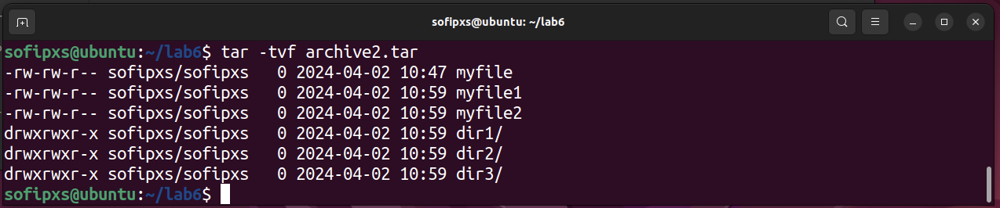 sofipxs@ubuntu: ~/lab6
sofipxs@ubuntu:~/lab6$ tar -tvf archive2.tar
-rw-rw-r-- sofipxs/sofipxs   0 2024-04-02 10:47 myfile
-rw-rw-r-- sofipxs/sofipxs   0 2024-04-02 10:59 myfile1
-rw-rw-r-- sofipxs/sofipxs   0 2024-04-02 10:59 myfile2
drwxrwxr-x sofipxs/sofipxs   0 2024-04-02 10:59 dir1/
drwxrwxr-x sofipxs/sofipxs   0 2024-04-02 10:59 dir2/
drwxrwxr-x sofipxs/sofipxs   0 2024-04-02 10:59 dir3/
sofipxs@ubuntu:~/lab6$